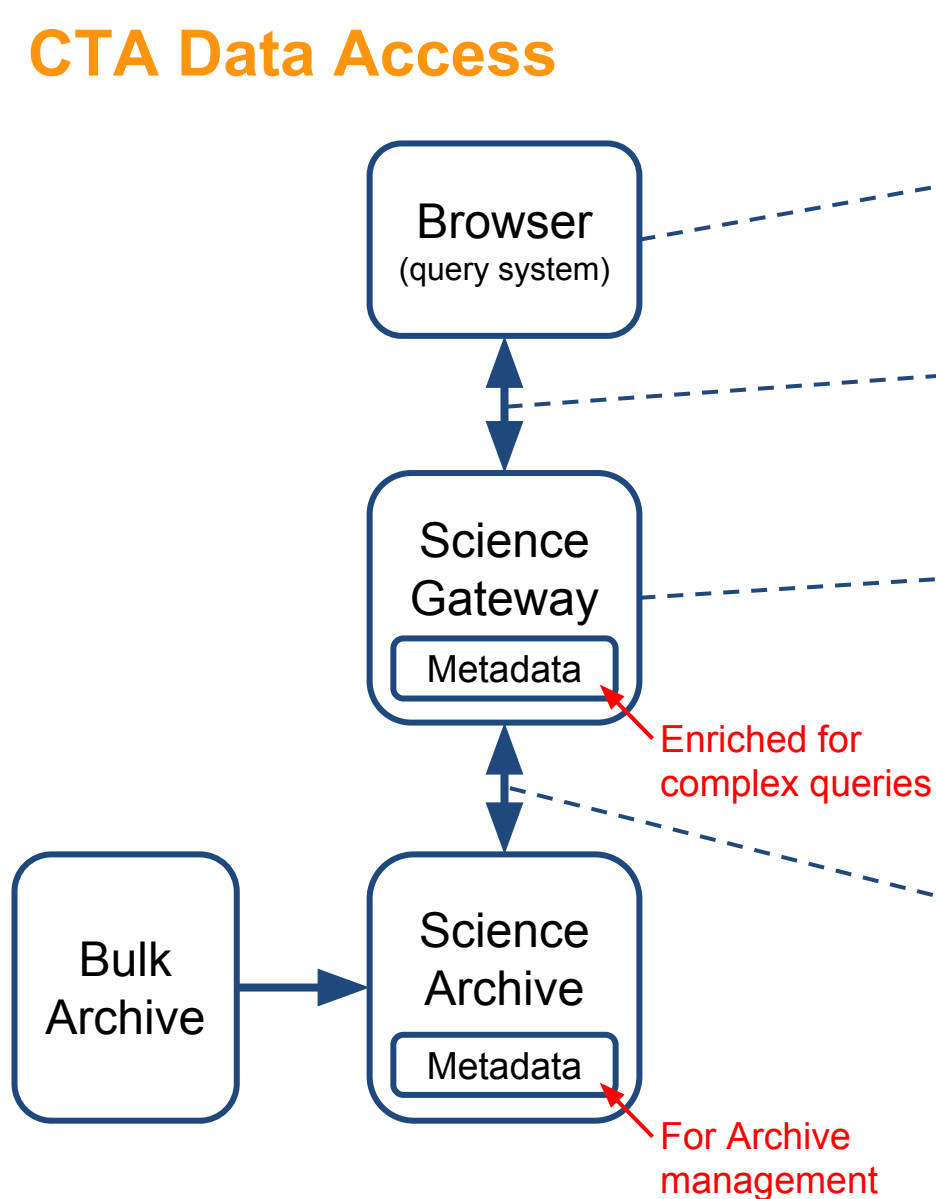 CTA Data Access
Browser
(query system)
Science
Gateway
Metadata
Enriched for
complex queries
Bulk
Archive
Science
Archive
Metadata
For Archive
management